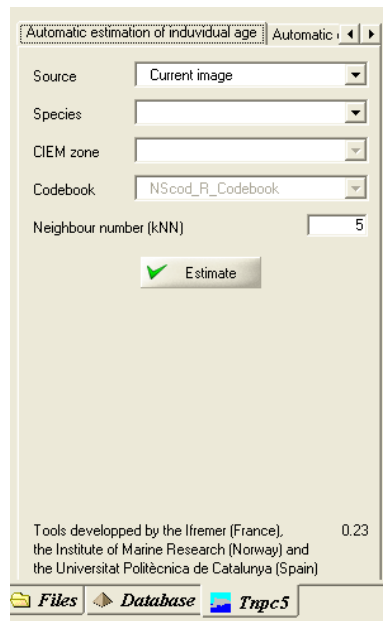 Automatic estimation of induvidual age Automatic
Source Current image
Species
CIEM zone
Codebook NScod_R_Codebook
Neighbour number (kNN) 5
Estimate
Tools developped by the Ifremer (France), 0.23
the Institute of Marine Research (Norway) and
the Universitat Politècnica de Catalunya (Spain)
Files Database Tnpc5